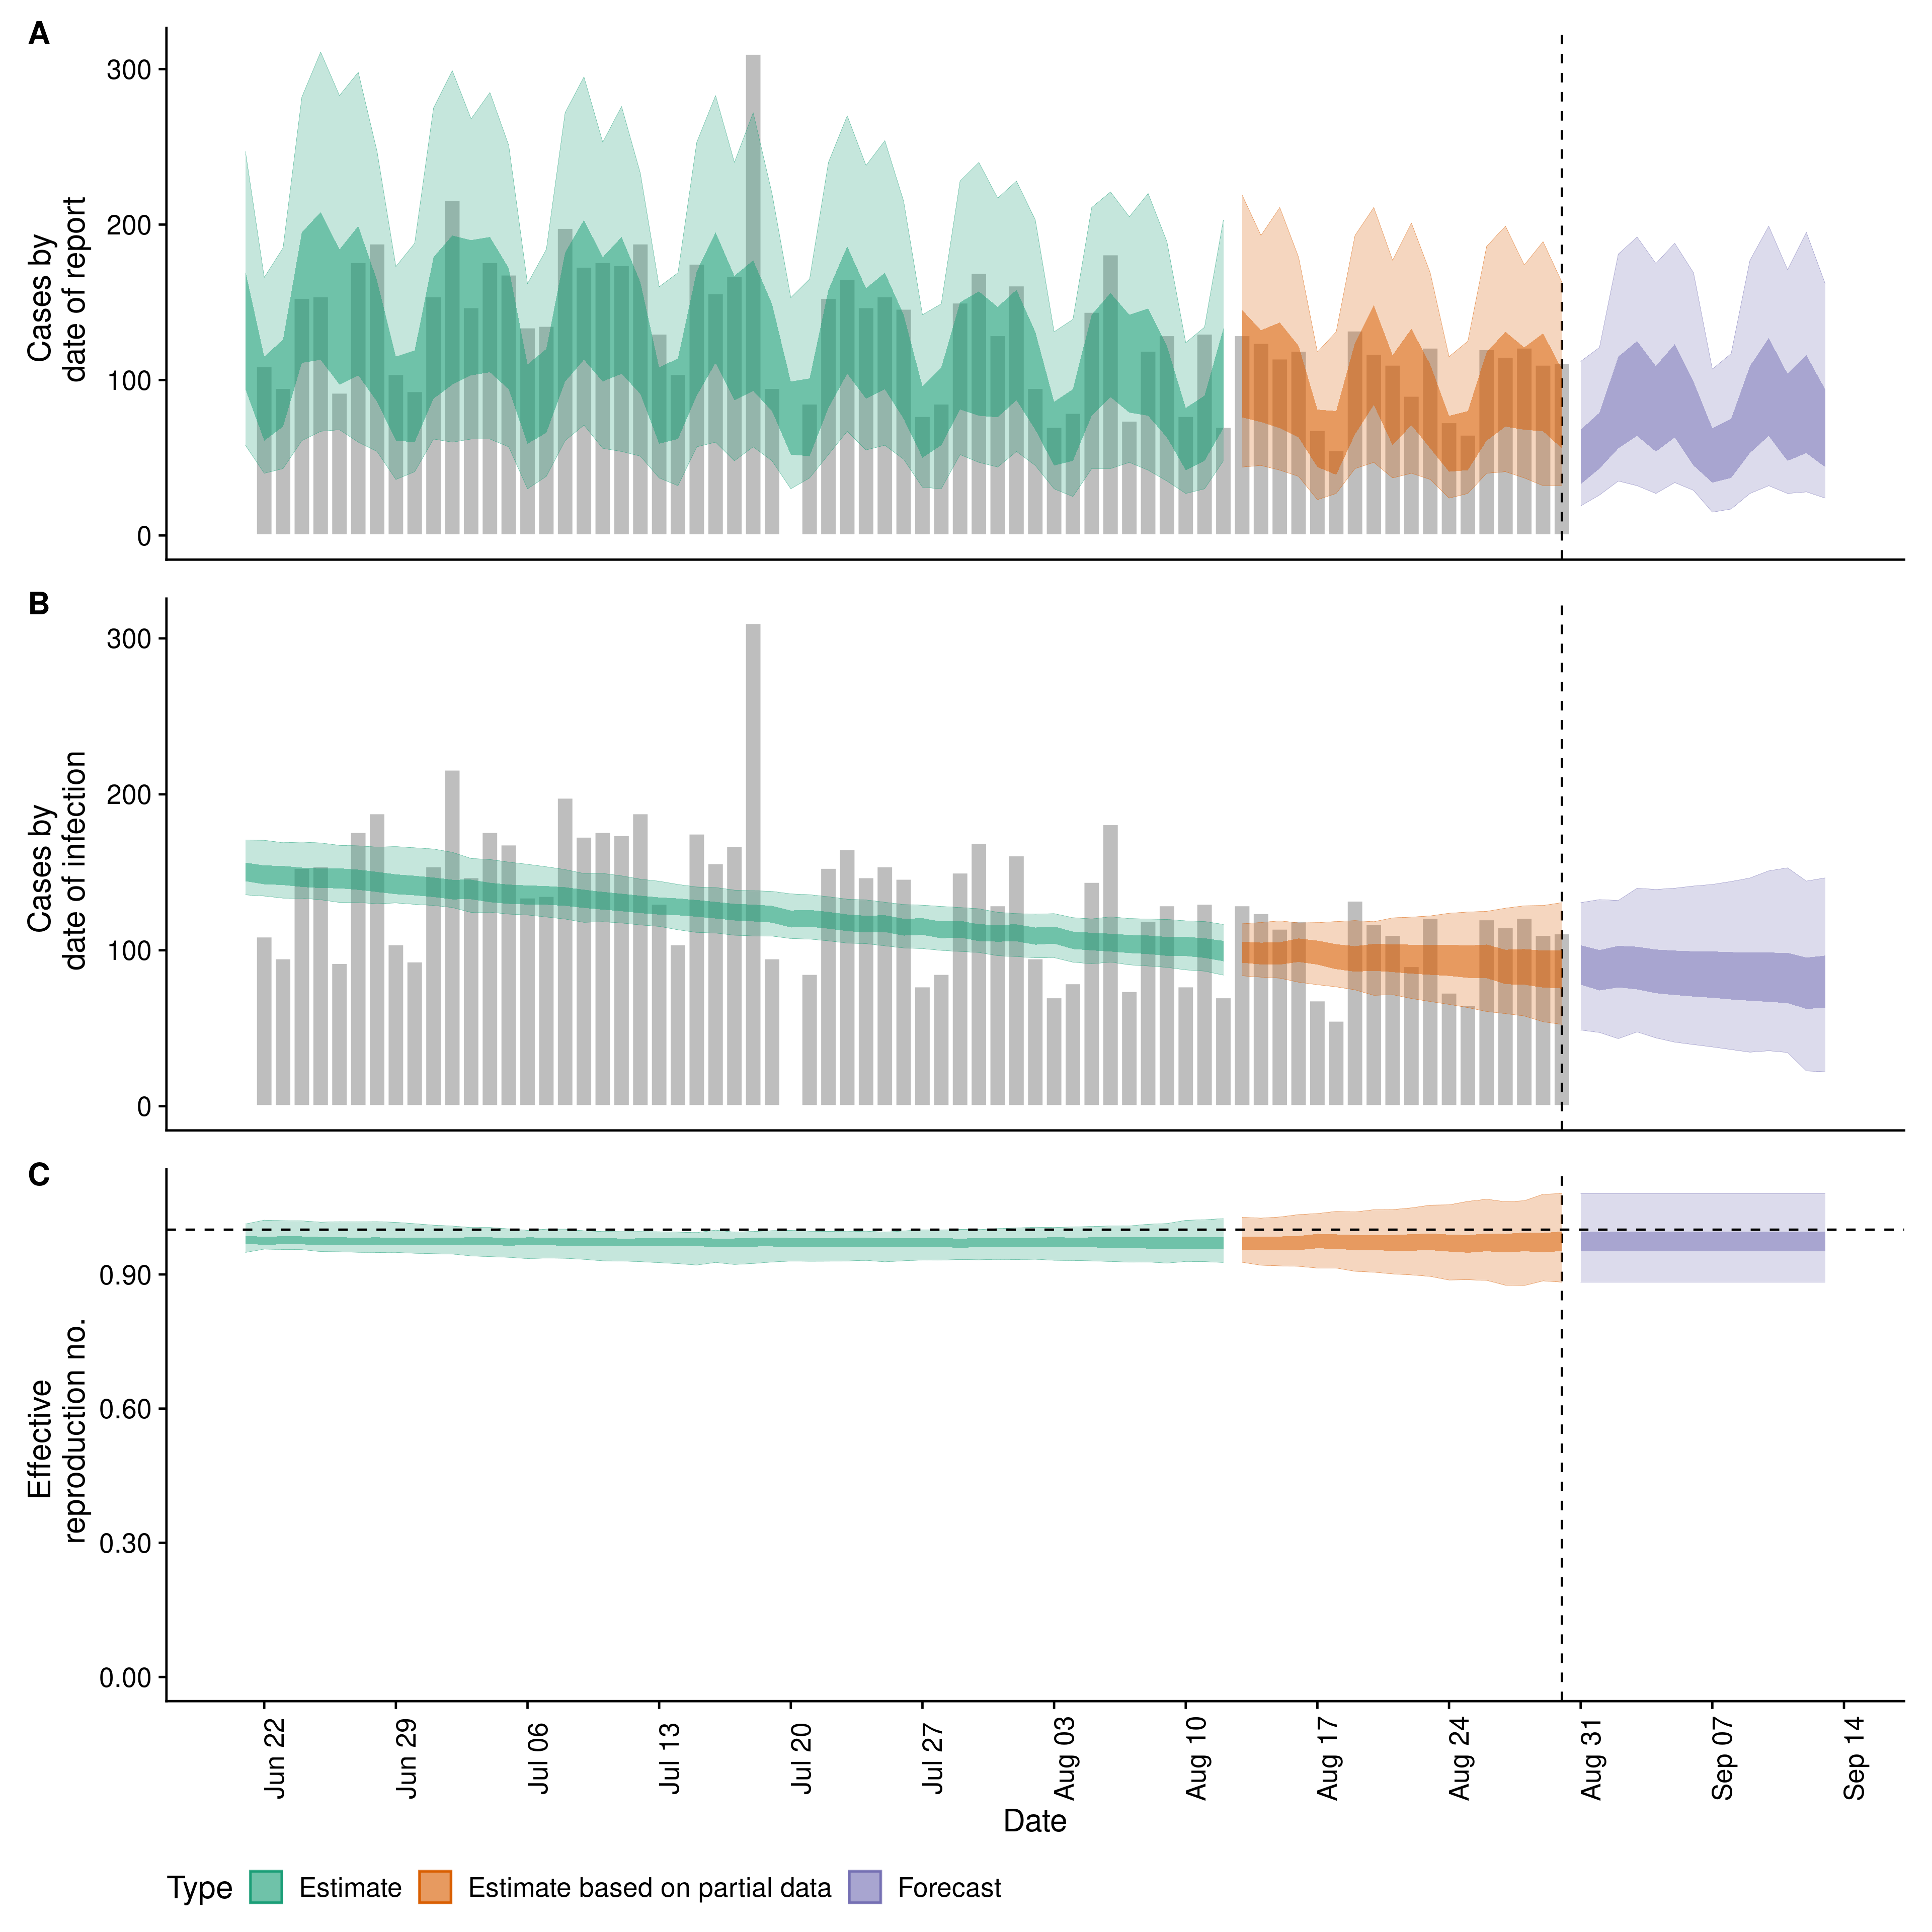 A
300
200
100
0
Cases by
date of report
B
300
200
100
0
Cases by
date of infection
C
0.90
0.60
0.30
0.00
Effective
reproduction no.
Jun 22
Jun 29
Jul 06
Jul 13
Jul 20
Jul 27
Aug 03
Aug 10
Aug 17
Aug 24
Aug 31
Sep 07
Sep 14
Date
Type Estimate Estimate based on partial data Forecast